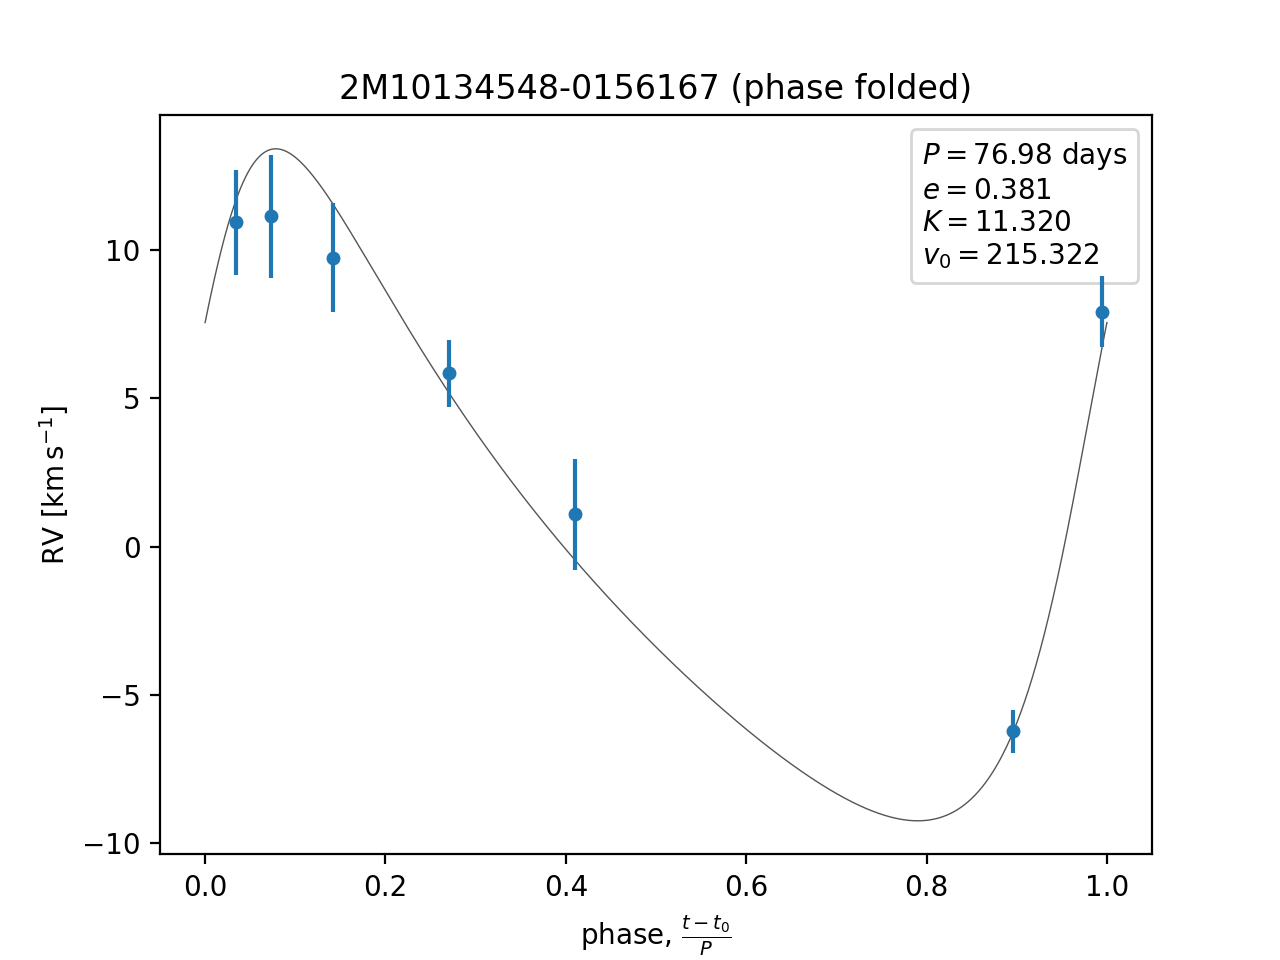 2M10134548-0156167 (phase folded)
P = 76.98 days
e = 0.381
K = 11.320
v₀ = 215.322
10
5
0
−5
−10
RV [km s⁻¹]
0.0 0.2 0.4 0.6 0.8 1.0
phase, (t − t₀)/P